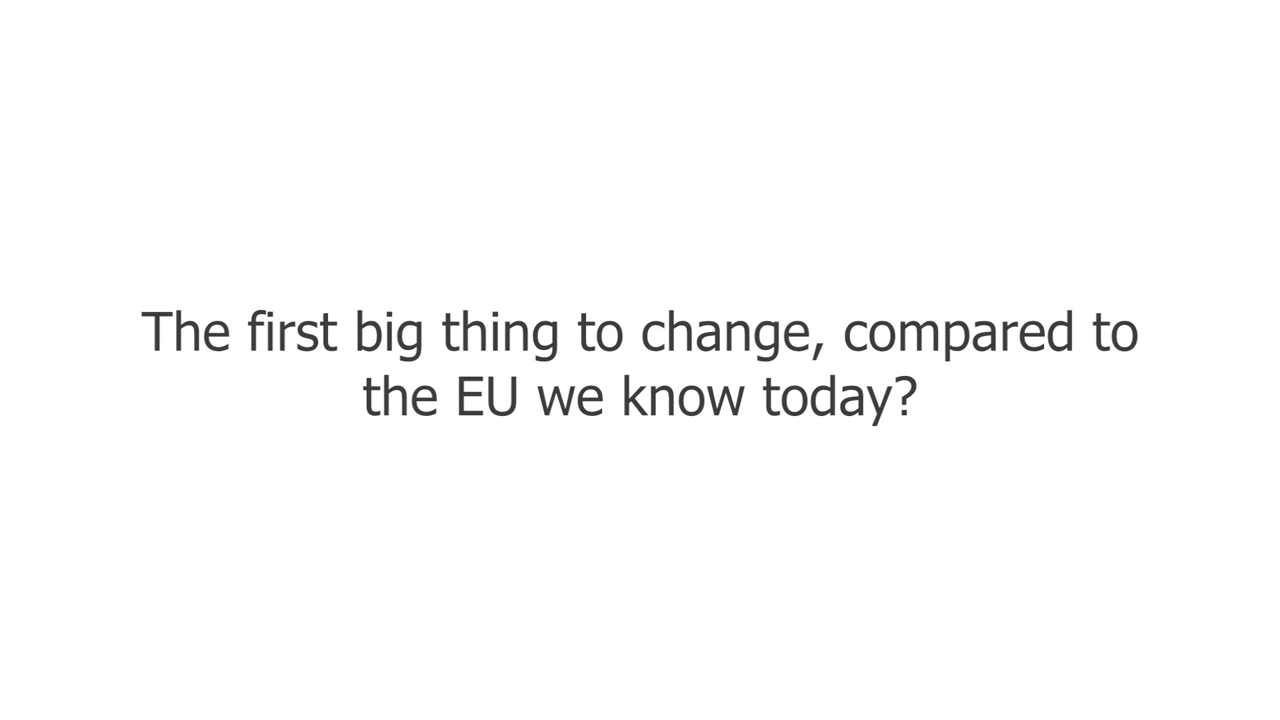 The first big thing to change, compared to
the EU we know today?